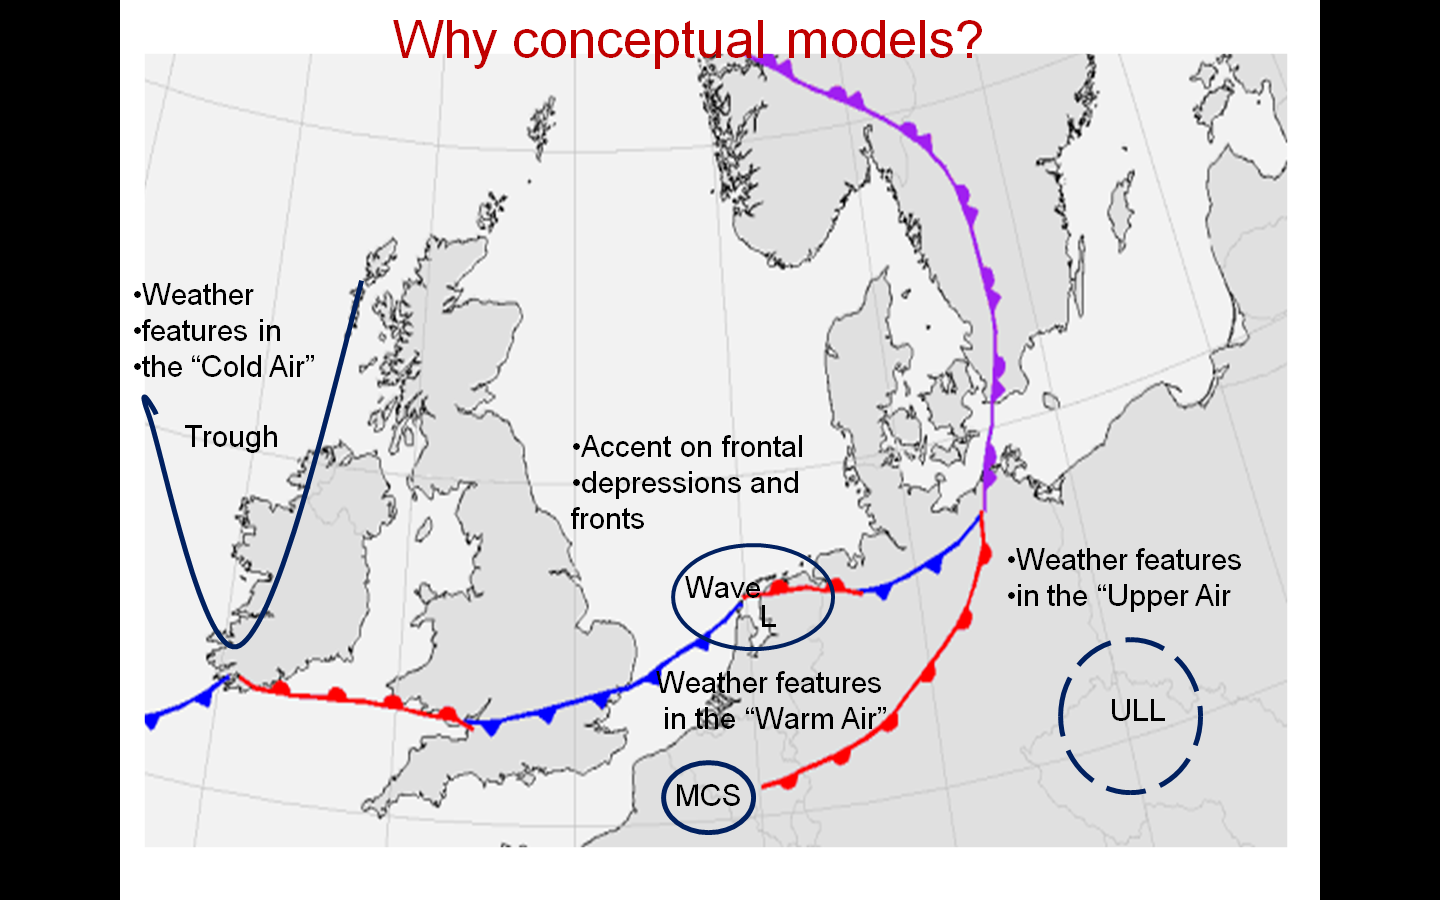 Why conceptual models?
•Weather
•features in
•the “Cold Air”
Trough
•Accent on frontal
•depressions and
fronts
Wave
L
•Weather features
•in the “Upper Air
Weather features
in the “Warm Air”
ULL
MCS